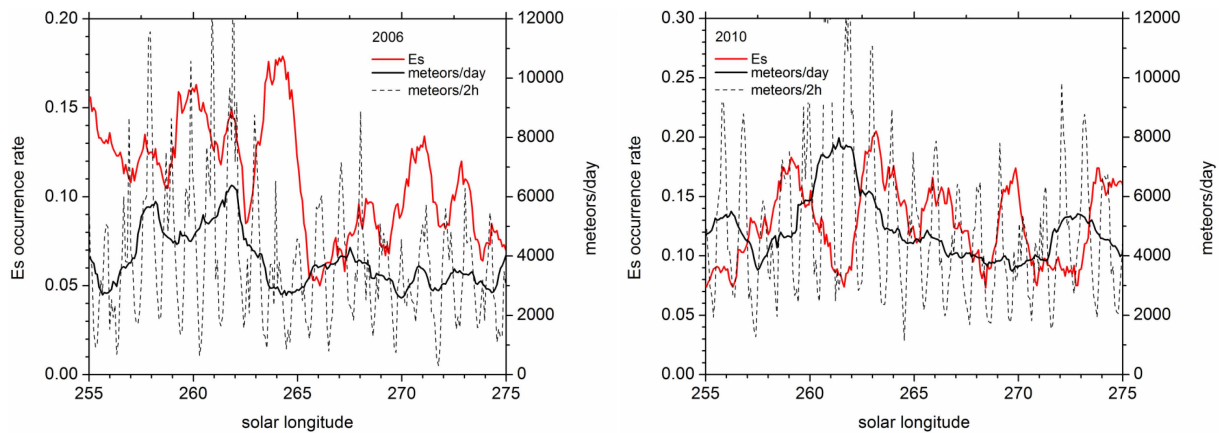 2006
Es
meteors/day
meteors/2h
Es occurrence rate
0.20
0.15
0.10
0.05
0.00
12000
10000
8000
6000
4000
2000
0
meteors/day
255 260 265 270 275
solar longitude
2010
Es
meteors/day
meteors/2h
Es occurrence rate
0.30
0.25
0.20
0.15
0.10
0.05
0.00
12000
10000
8000
6000
4000
2000
0
meteors/day
255 260 265 270 275
solar longitude